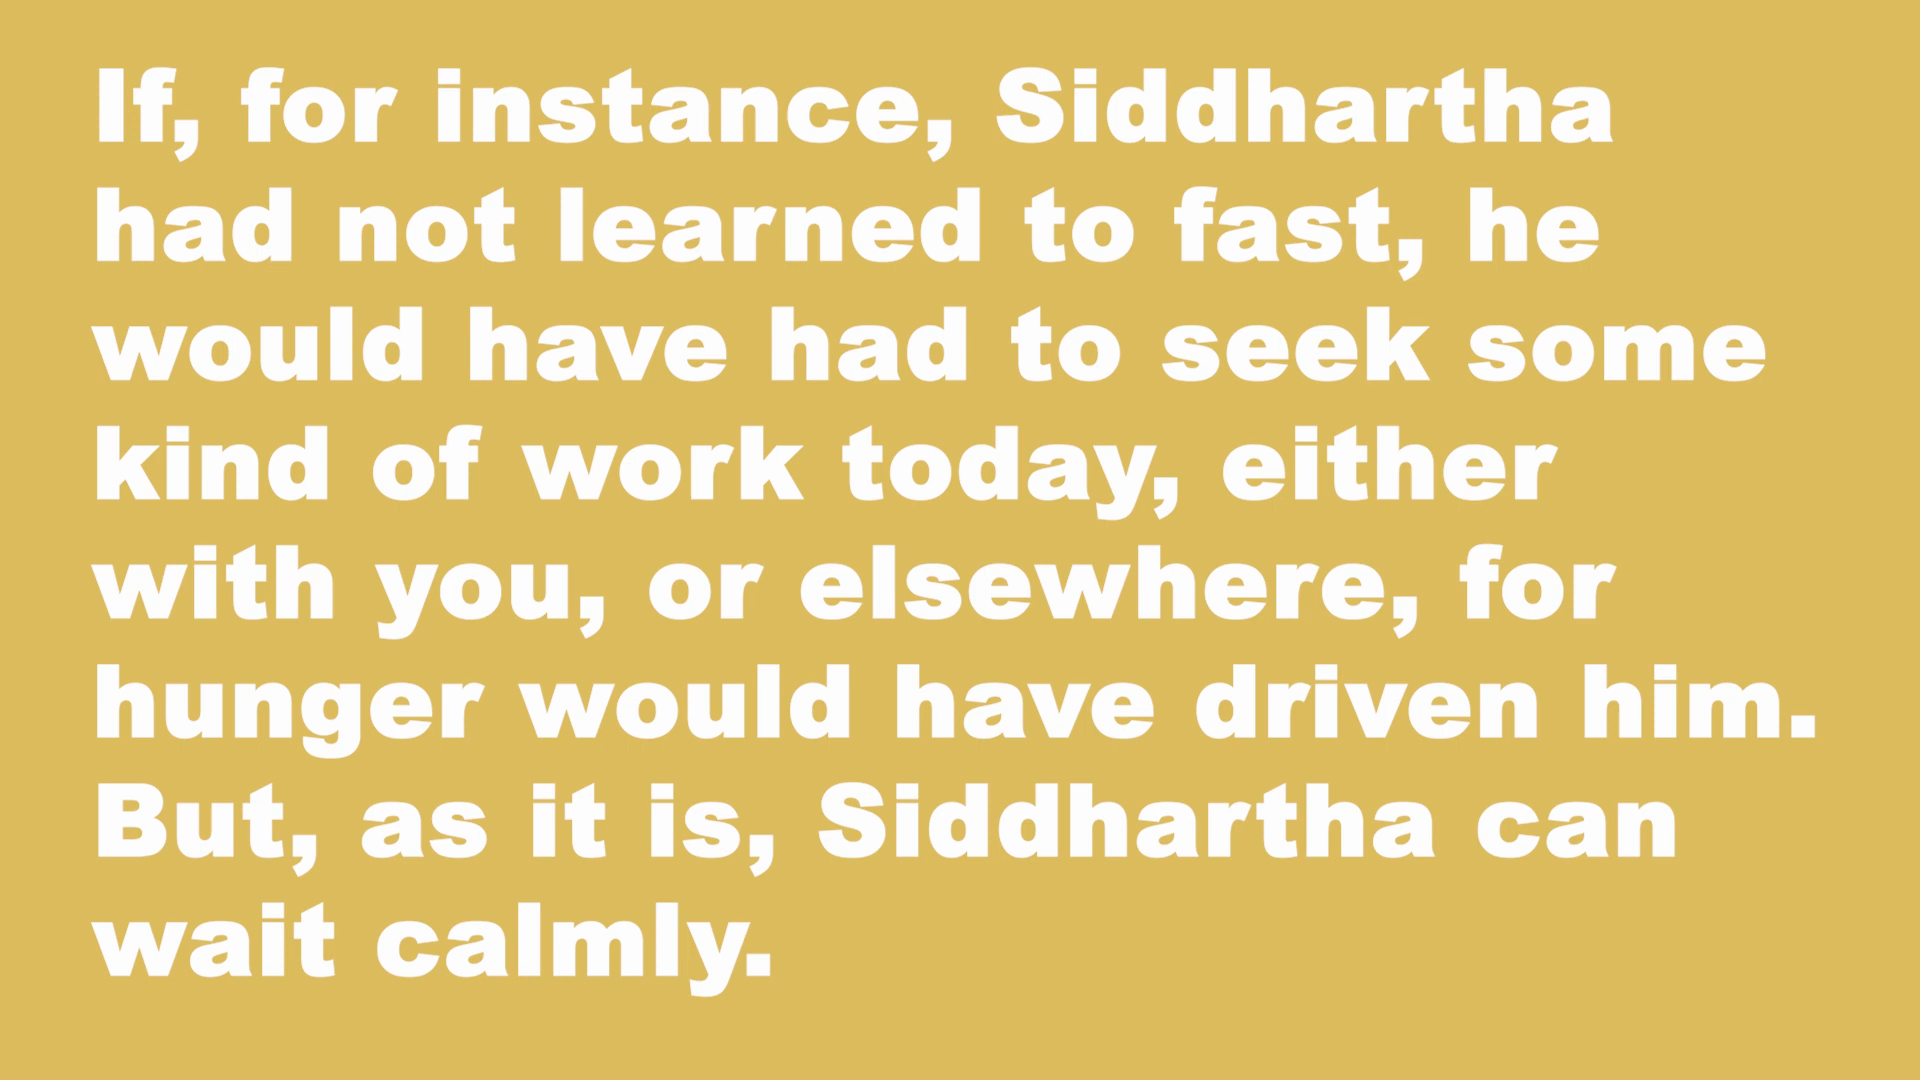 If, for instance, Siddhartha
had not learned to fast, he
would have had to seek some
kind of work today, either
with you, or elsewhere, for
hunger would have driven him.
But, as it is, Siddhartha can
wait calmly.